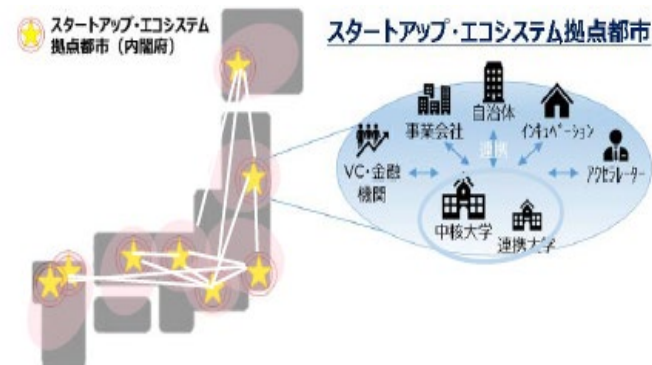 スタートアップ・エコシステム
拠点都市（内閣府）
スタートアップ・エコシステム拠点都市
自治体
事業会社
インキュベーション
連携
VC・金融
機関
アクセラレーター
中核大学
連携大学